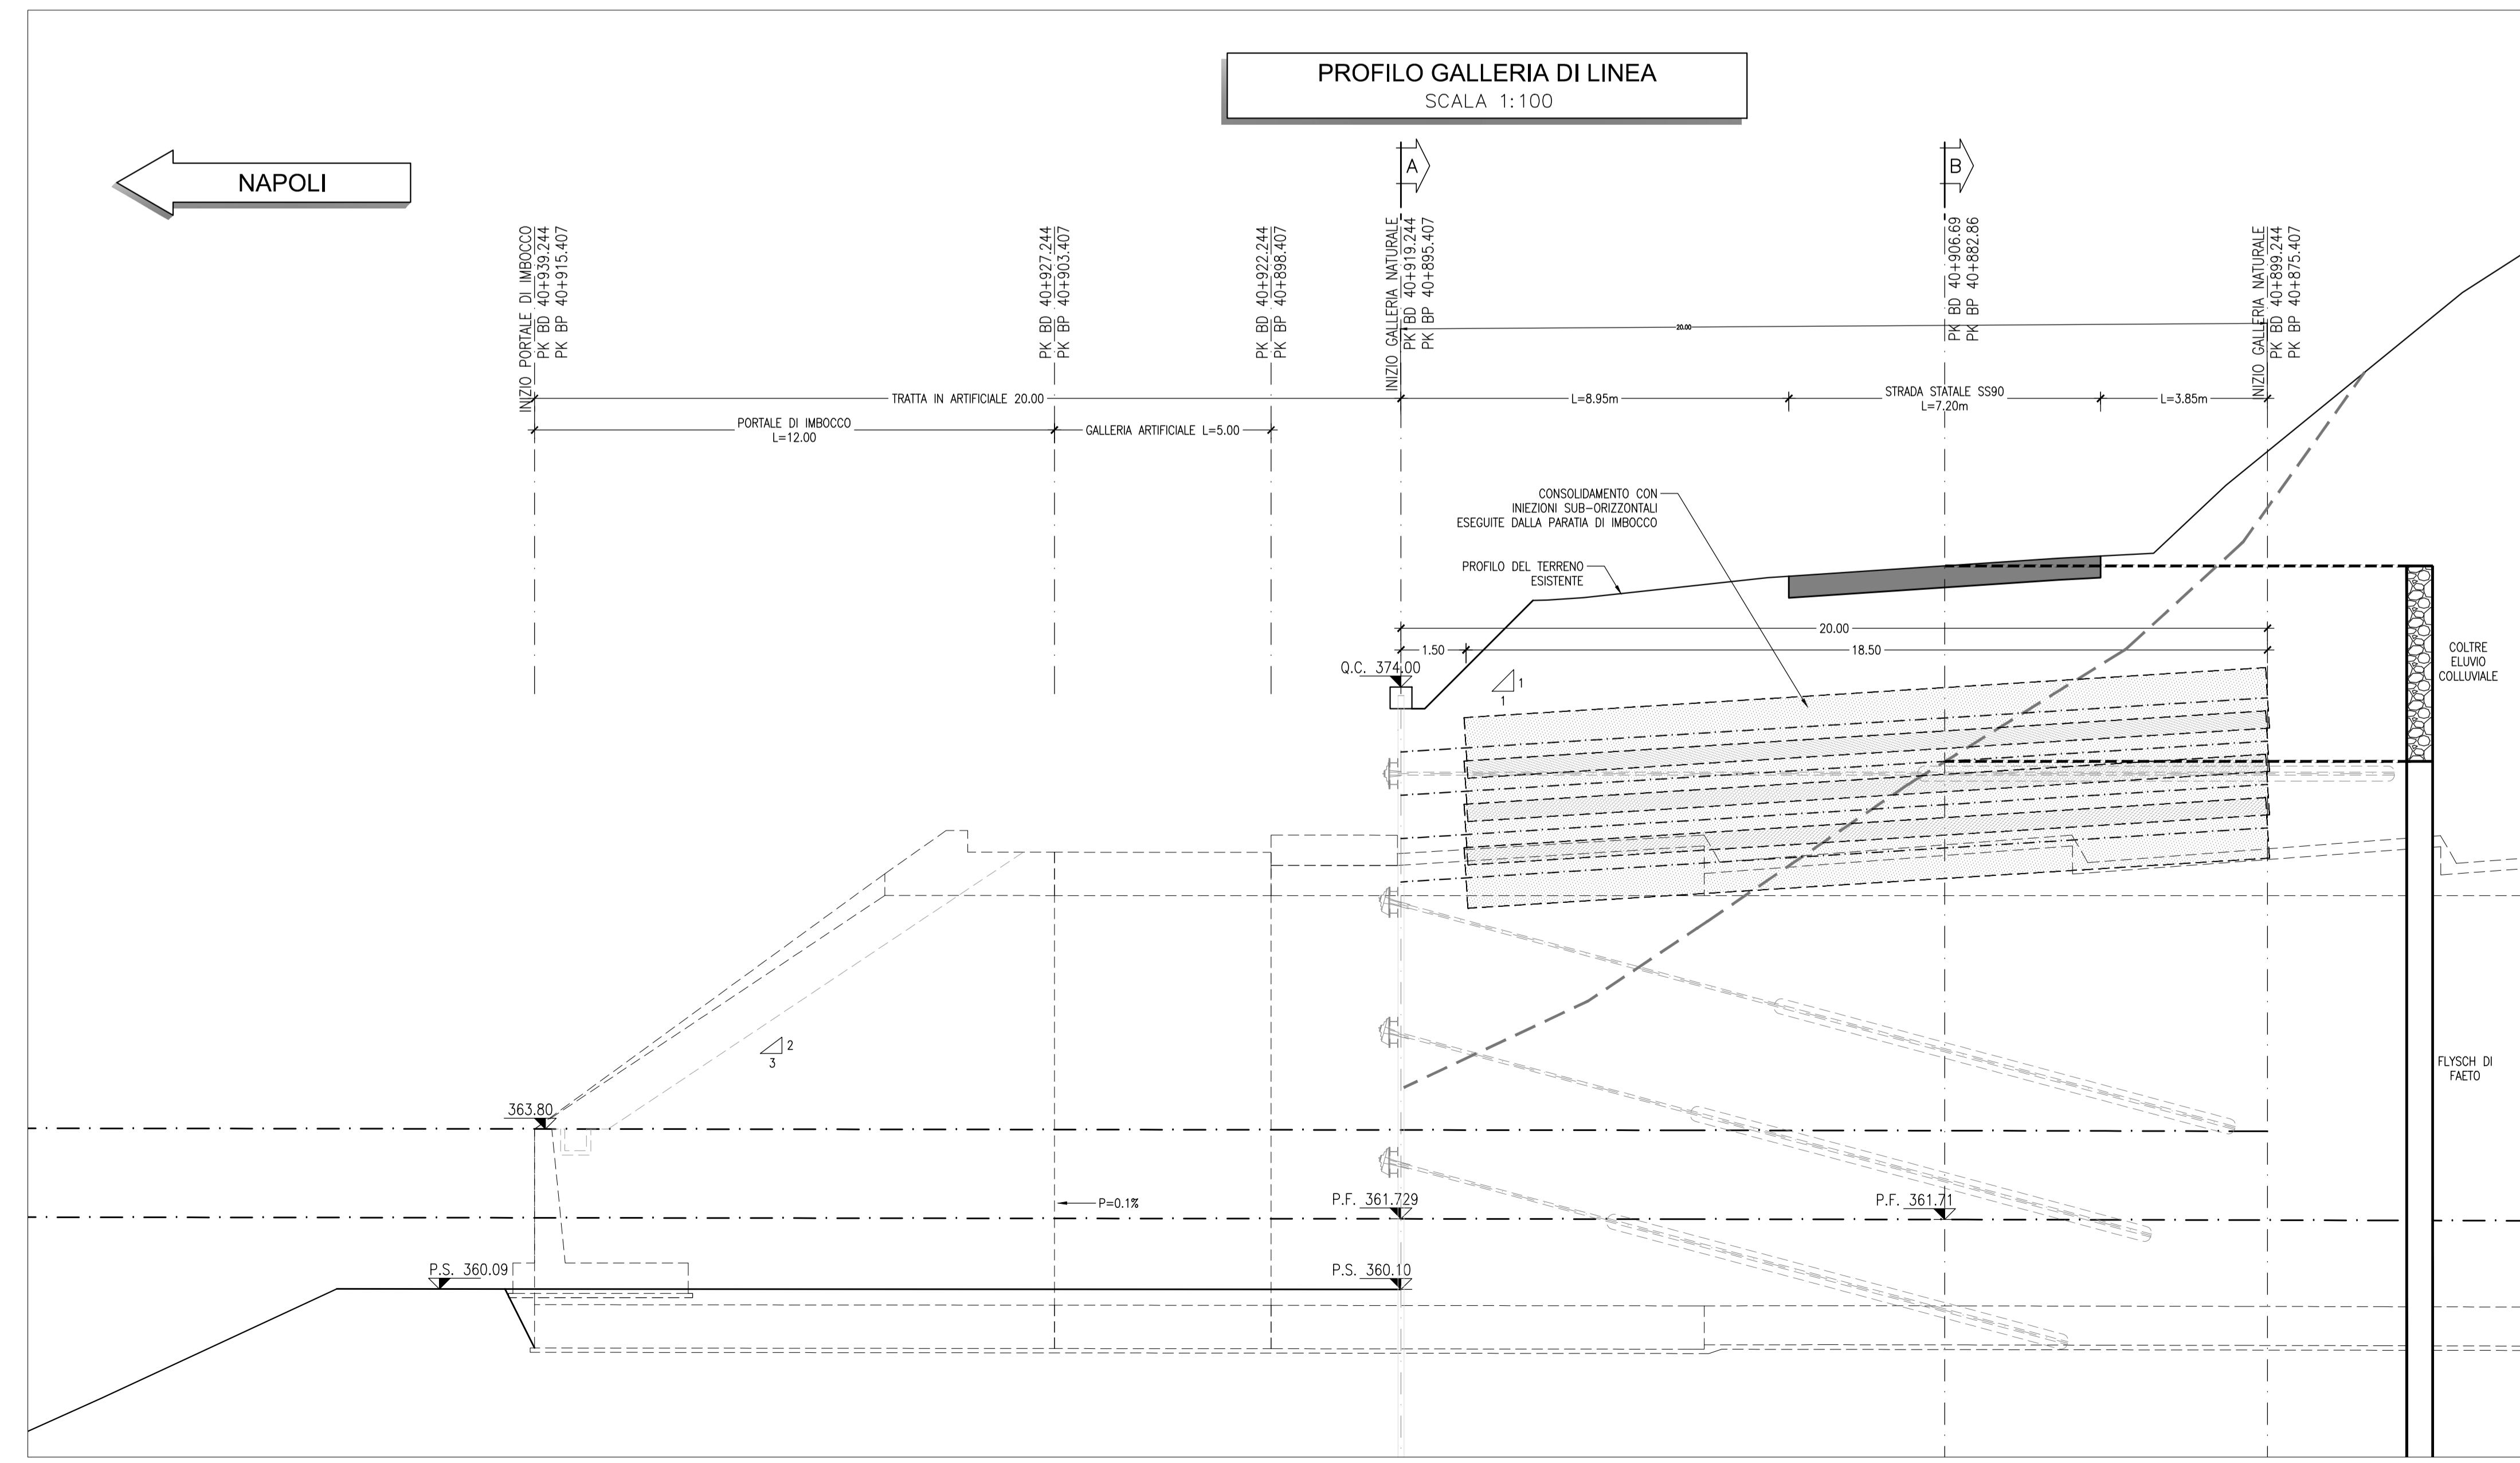 PROFILO GALLERIA DI LINEA
SCALA 1:100
NAPOLI
A
B
INIZIO PORTALE DI IMBOCCO
PK BD 40+939.244
PK BP 40+915.407
PK BD 40+927.244
PK BP 40+903.407
PK BD 40+922.244
PK BP 40+898.407
INIZIO GALLERIA NATURALE
PK BD 40+919.244
PK BP 40+895.407
PK BD 40+906.69
PK BP 40+882.86
INIZIO GALLERIA NATURALE
PK BD 40+899.244
PK BP 40+875.407
20.00
TRATTA IN ARTIFICIALE 20.00
L=8.95m
STRADA STATALE SS90
L=7.20m
L=3.85m
PORTALE DI IMBOCCO
L=12.00
GALLERIA ARTIFICIALE L=5.00
CONSOLIDAMENTO CON
INIEZIONI SUB-ORIZZONTALI
ESEGUITE DALLA PARATIA DI IMBOCCO
PROFILO DEL TERRENO
ESISTENTE
20.00
1.50
18.50
Q.C. 374.00
1
1
COLTRE
ELUVIO
COLLUVIALE
2
3
FLYSCH DI
FAETO
363.80
P=0.1%
P.F. 361.729
P.F. 361.71
P.S. 360.09
P.S. 360.10